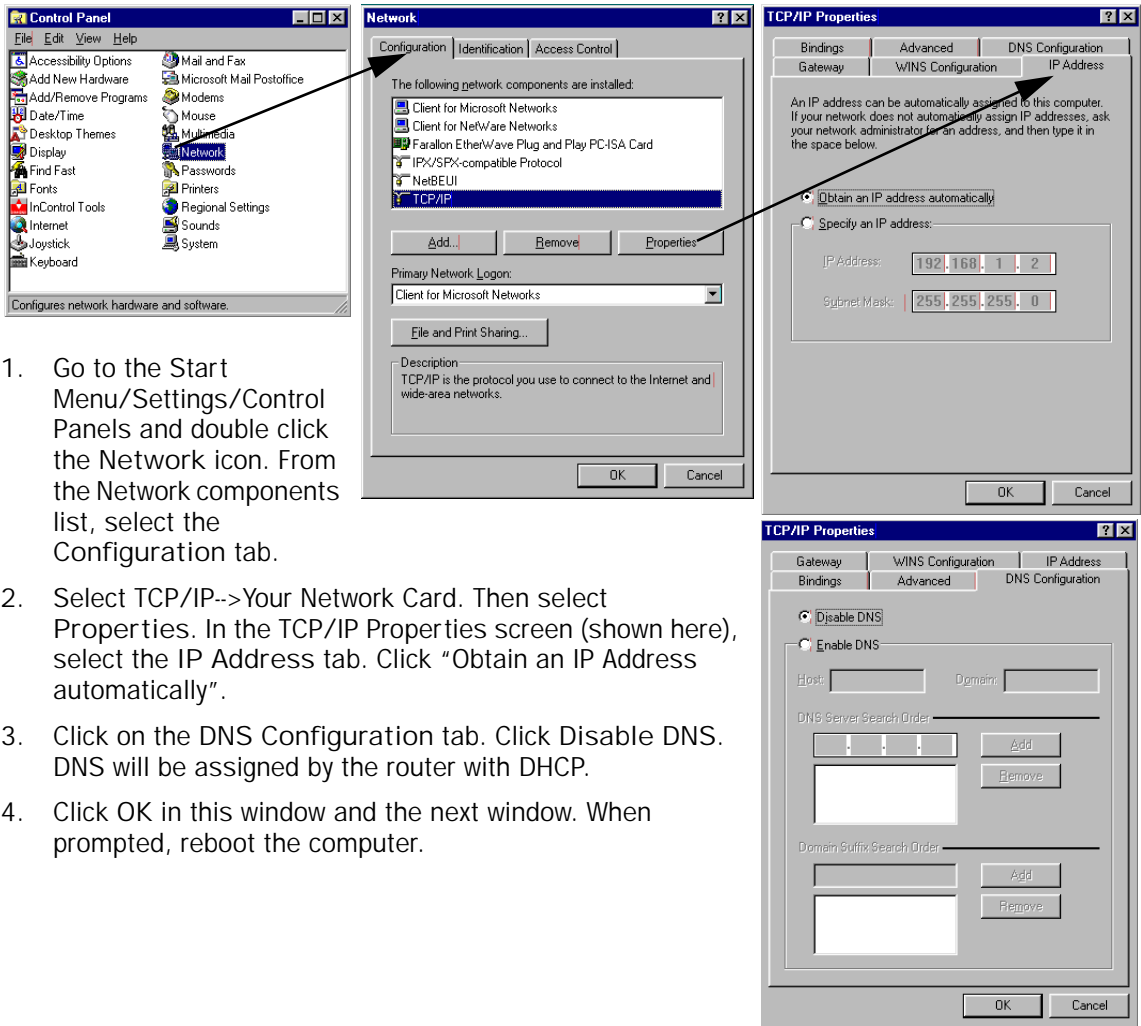 Control Panel
File Edit View Help
Accessibility Options
Add New Hardware
Add/Remove Programs
Date/Time
Desktop Themes
Display
Find Fast
Fonts
InControl Tools
Internet
Joystick
Keyboard
Mail and Fax
Microsoft Mail Postoffice
Modems
Mouse
Multimedia
Network
Passwords
Printers
Regional Settings
Sounds
System
Configures network hardware and software.
Network
Configuration Identification Access Control
The following network components are installed:
Client for Microsoft Networks
Client for NetWare Networks
Farallon EtherWave Plug and Play PC-ISA Card
IPX/SPX-compatible Protocol
NetBEUI
TCP/IP
Add... Remove Properties
Primary Network Logon:
Client for Microsoft Networks
File and Print Sharing...
Description
TCP/IP is the protocol you use to connect to the Internet and
wide-area networks.
OK Cancel
TCP/IP Properties
Bindings Advanced DNS Configuration
Gateway WINS Configuration IP Address
An IP address can be automatically assigned to this computer.
If your network does not automatically assign IP addresses, ask
your network administrator for an address, and then type it in
the space below.
Obtain an IP address automatically
Specify an IP address:
IP Address: 192.168. 1 . 2
Subnet Mask: 255.255.255. 0
OK Cancel
1. Go to the Start
Menu/Settings/Control
Panels and double click
the Network icon. From
the Network components
list, select the
Configuration tab.
2. Select TCP/IP-->Your Network Card. Then select
Properties. In the TCP/IP Properties screen (shown here),
select the IP Address tab. Click “Obtain an IP Address
automatically”.
3. Click on the DNS Configuration tab. Click Disable DNS.
DNS will be assigned by the router with DHCP.
4. Click OK in this window and the next window. When
prompted, reboot the computer.
TCP/IP Properties
Gateway WINS Configuration IP Address
Bindings Advanced DNS Configuration
Disable DNS
Enable DNS
Host: Domain:
DNS Server Search Order
. . .
Add
Remove
Domain Suffix Search Order
Add
Remove
OK Cancel